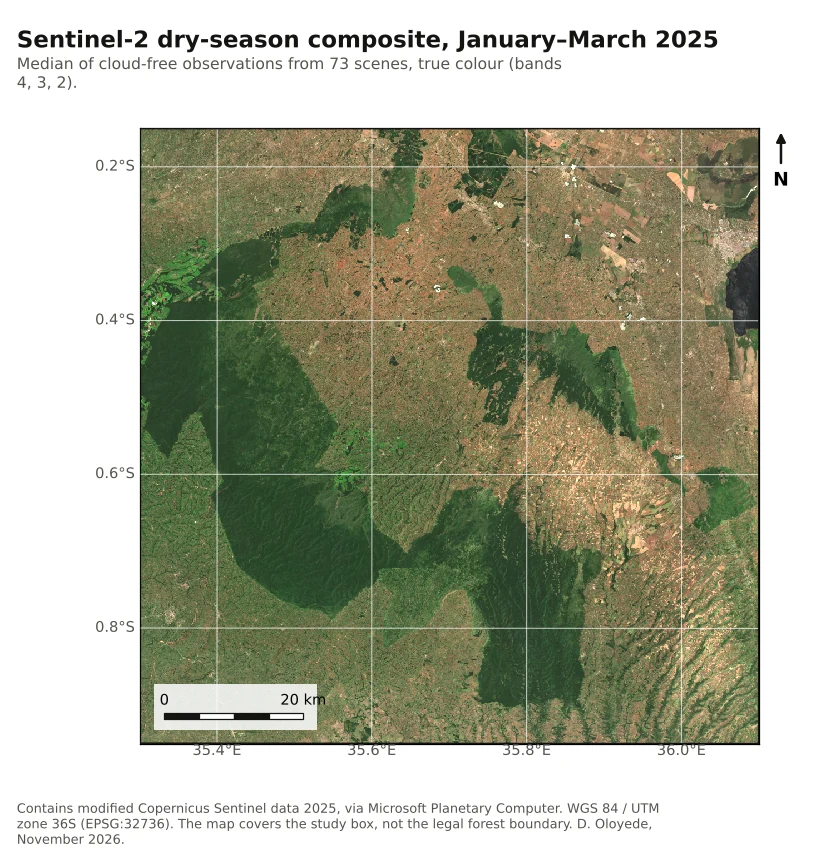 Sentinel-2 dry-season composite, January–March 2025
Median of cloud-free observations from 73 scenes, true colour (bands
4, 3, 2).
N
0.2°S
0.4°S
0.6°S
0.8°S
0 20 km
35.4°E 35.6°E 35.8°E 36.0°E
Contains modified Copernicus Sentinel data 2025, via Microsoft Planetary Computer. WGS 84 / UTM
zone 36S (EPSG:32736). The map covers the study box, not the legal forest boundary. D. Oloyede,
November 2026.